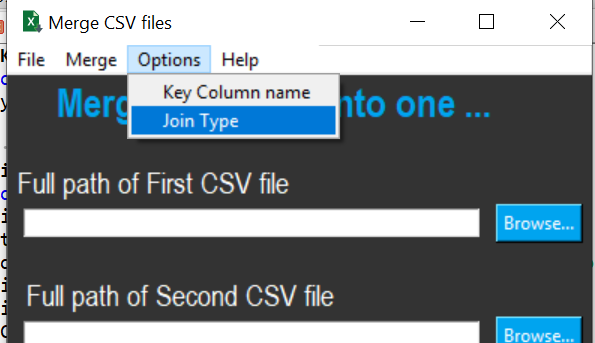 Merge CSV files
File Merge Options Help
Key Column name
Join Type
nto one ...
Full path of First CSV file
Browse...
Full path of Second CSV file
Browse...